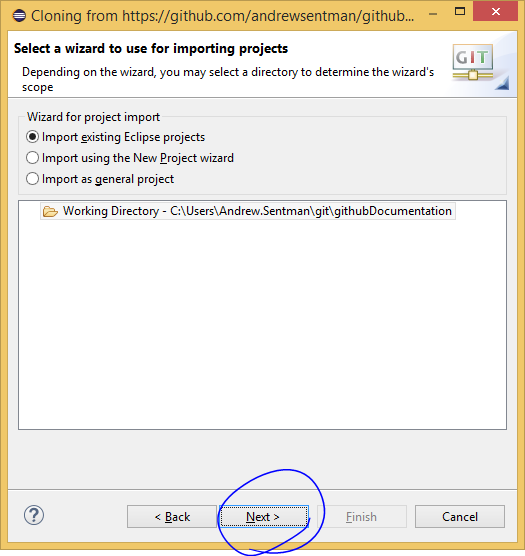 Cloning from https://github.com/andrewsentman/github...
Select a wizard to use for importing projects
Depending on the wizard, you may select a directory to determine the wizard's
scope
GIT
Wizard for project import
Import existing Eclipse projects
Import using the New Project wizard
Import as general project
Working Directory - C:\Users\Andrew.Sentman\git\githubDocumentation
? < Back Next > Finish Cancel